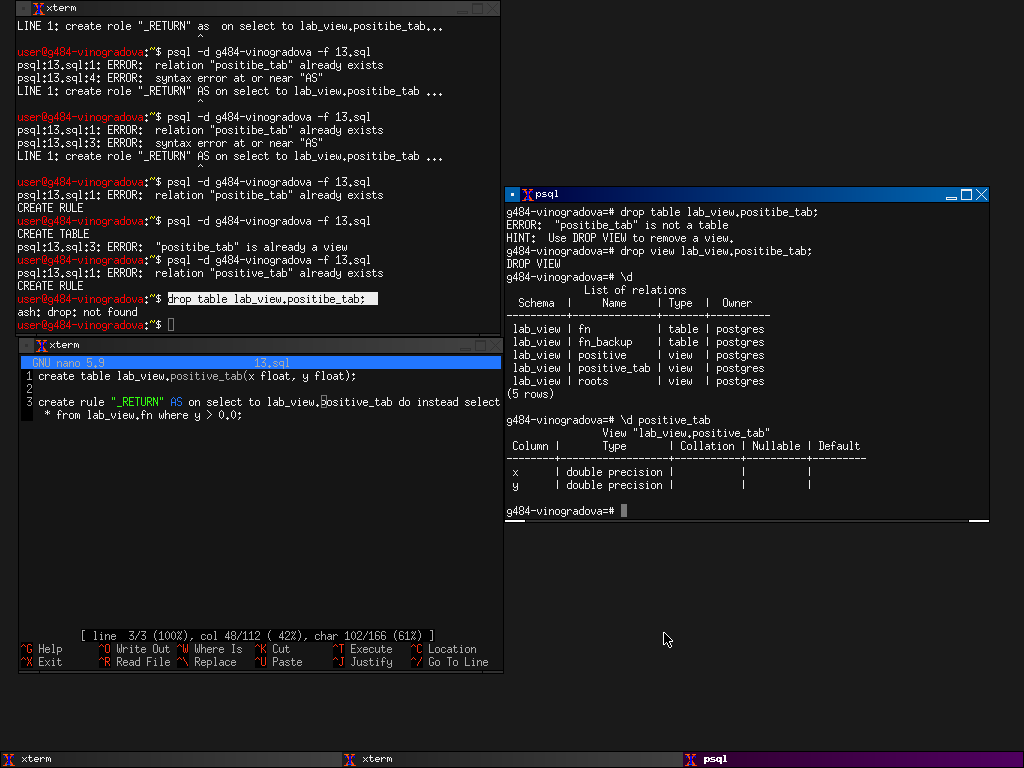 xterm
LINE 1: create role "_RETURN" as  on select to lab_view.positibe_tab...
^
user@g484-vinogradova:~$ psql -d g484-vinogradova -f 13.sql
psql:13.sql:1: ERROR:  relation "positibe_tab" already exists
psql:13.sql:4: ERROR:  syntax error at or near "AS"
LINE 1: create role "_RETURN" AS on select to lab_view.positibe_tab ...
^
user@g484-vinogradova:~$ psql -d g484-vinogradova -f 13.sql
psql:13.sql:1: ERROR:  relation "positibe_tab" already exists
psql:13.sql:3: ERROR:  syntax error at or near "AS"
LINE 1: create role "_RETURN" AS on select to lab_view.positibe_tab ...
^
user@g484-vinogradova:~$ psql -d g484-vinogradova -f 13.sql
psql:13.sql:1: ERROR:  relation "positibe_tab" already exists
CREATE RULE
user@g484-vinogradova:~$ psql -d g484-vinogradova -f 13.sql
CREATE TABLE
psql:13.sql:3: ERROR:  "positibe_tab" is already a view
user@g484-vinogradova:~$ psql -d g484-vinogradova -f 13.sql
psql:13.sql:1: ERROR:  relation "positive_tab" already exists
CREATE RULE
user@g484-vinogradova:~$ drop table lab_view.positibe_tab;
ash: drop: not found
user@g484-vinogradova:~$
xterm
GNU nano 5.9 13.sql
1 create table lab_view.positive_tab(x float, y float);
2
3 create rule "_RETURN" AS on select to lab_view.positive_tab do instead select
* from lab_view.fn where y > 0.0;
[ line  3/3 (100%), col 48/112 ( 42%), char 102/166 (61%) ]
^G Help ^O Write Out ^W Where Is ^K Cut ^T Execute ^C Location
^X Exit ^R Read File ^\ Replace ^U Paste ^J Justify ^/ Go To Line
psql
g484-vinogradova=# drop table lab_view.positibe_tab;
ERROR:  "positibe_tab" is not a table
HINT:  Use DROP VIEW to remove a view.
g484-vinogradova=# drop view lab_view.positibe_tab;
DROP VIEW
g484-vinogradova=# \d
List of relations
Schema | Name | Type | Owner
----------+--------------+-------+----------
lab_view | fn | table | postgres
lab_view | fn_backup | table | postgres
lab_view | positive | view | postgres
lab_view | positive_tab | view | postgres
lab_view | roots | view | postgres
(5 rows)
g484-vinogradova=# \d positive_tab
View "lab_view.positive_tab"
Column | Type | Collation | Nullable | Default
--------+------------------+-----------+----------+---------
x | double precision | | |
y | double precision | | |
g484-vinogradova=#
xterm xterm psql